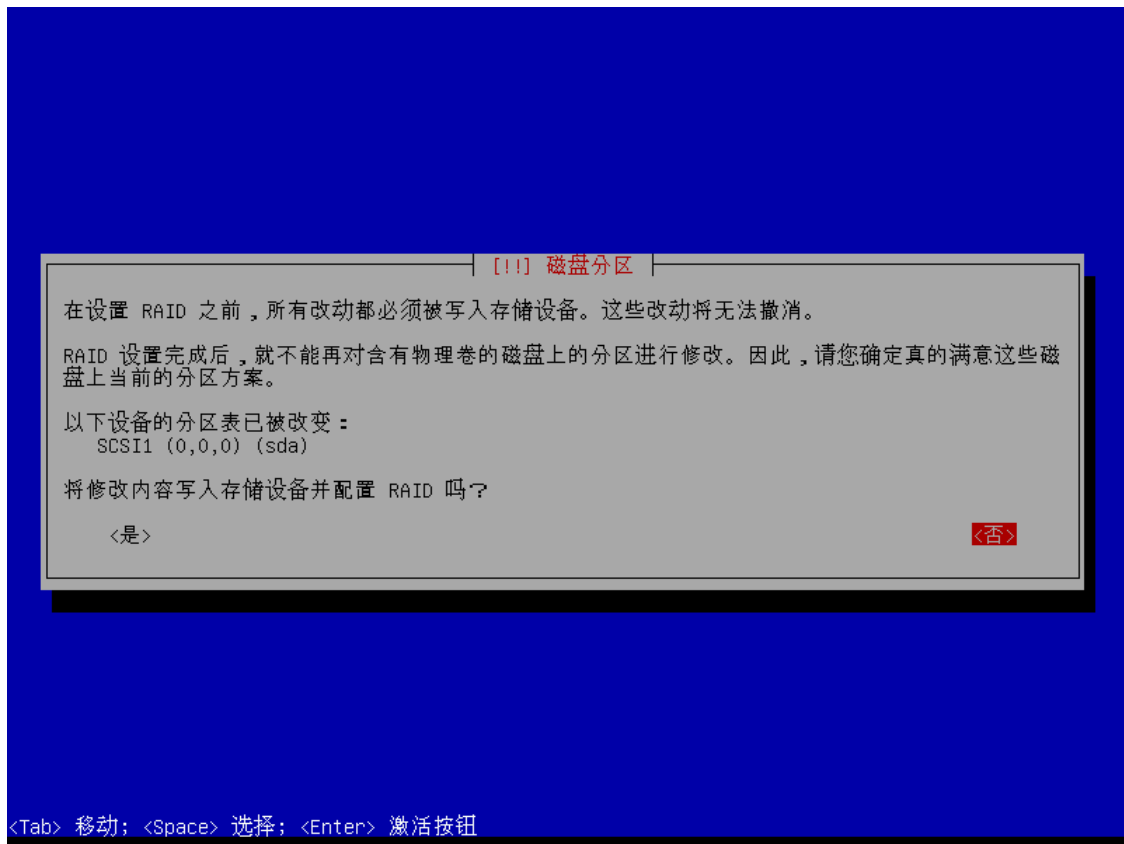 [!!] 磁盘分区
在设置 RAID 之前,所有改动都必须被写入存储设备。这些改动将无法撤消。
RAID 设置完成后,就不能再对含有物理卷的磁盘上的分区进行修改。因此,请您确定真的满意这些磁
盘上当前的分区方案。
以下设备的分区表已被改变:
SCSI1 (0,0,0) (sda)
将修改内容写入存储设备并配置 RAID 吗?
<是> <否>
<Tab> 移动; <Space> 选择; <Enter> 激活按钮